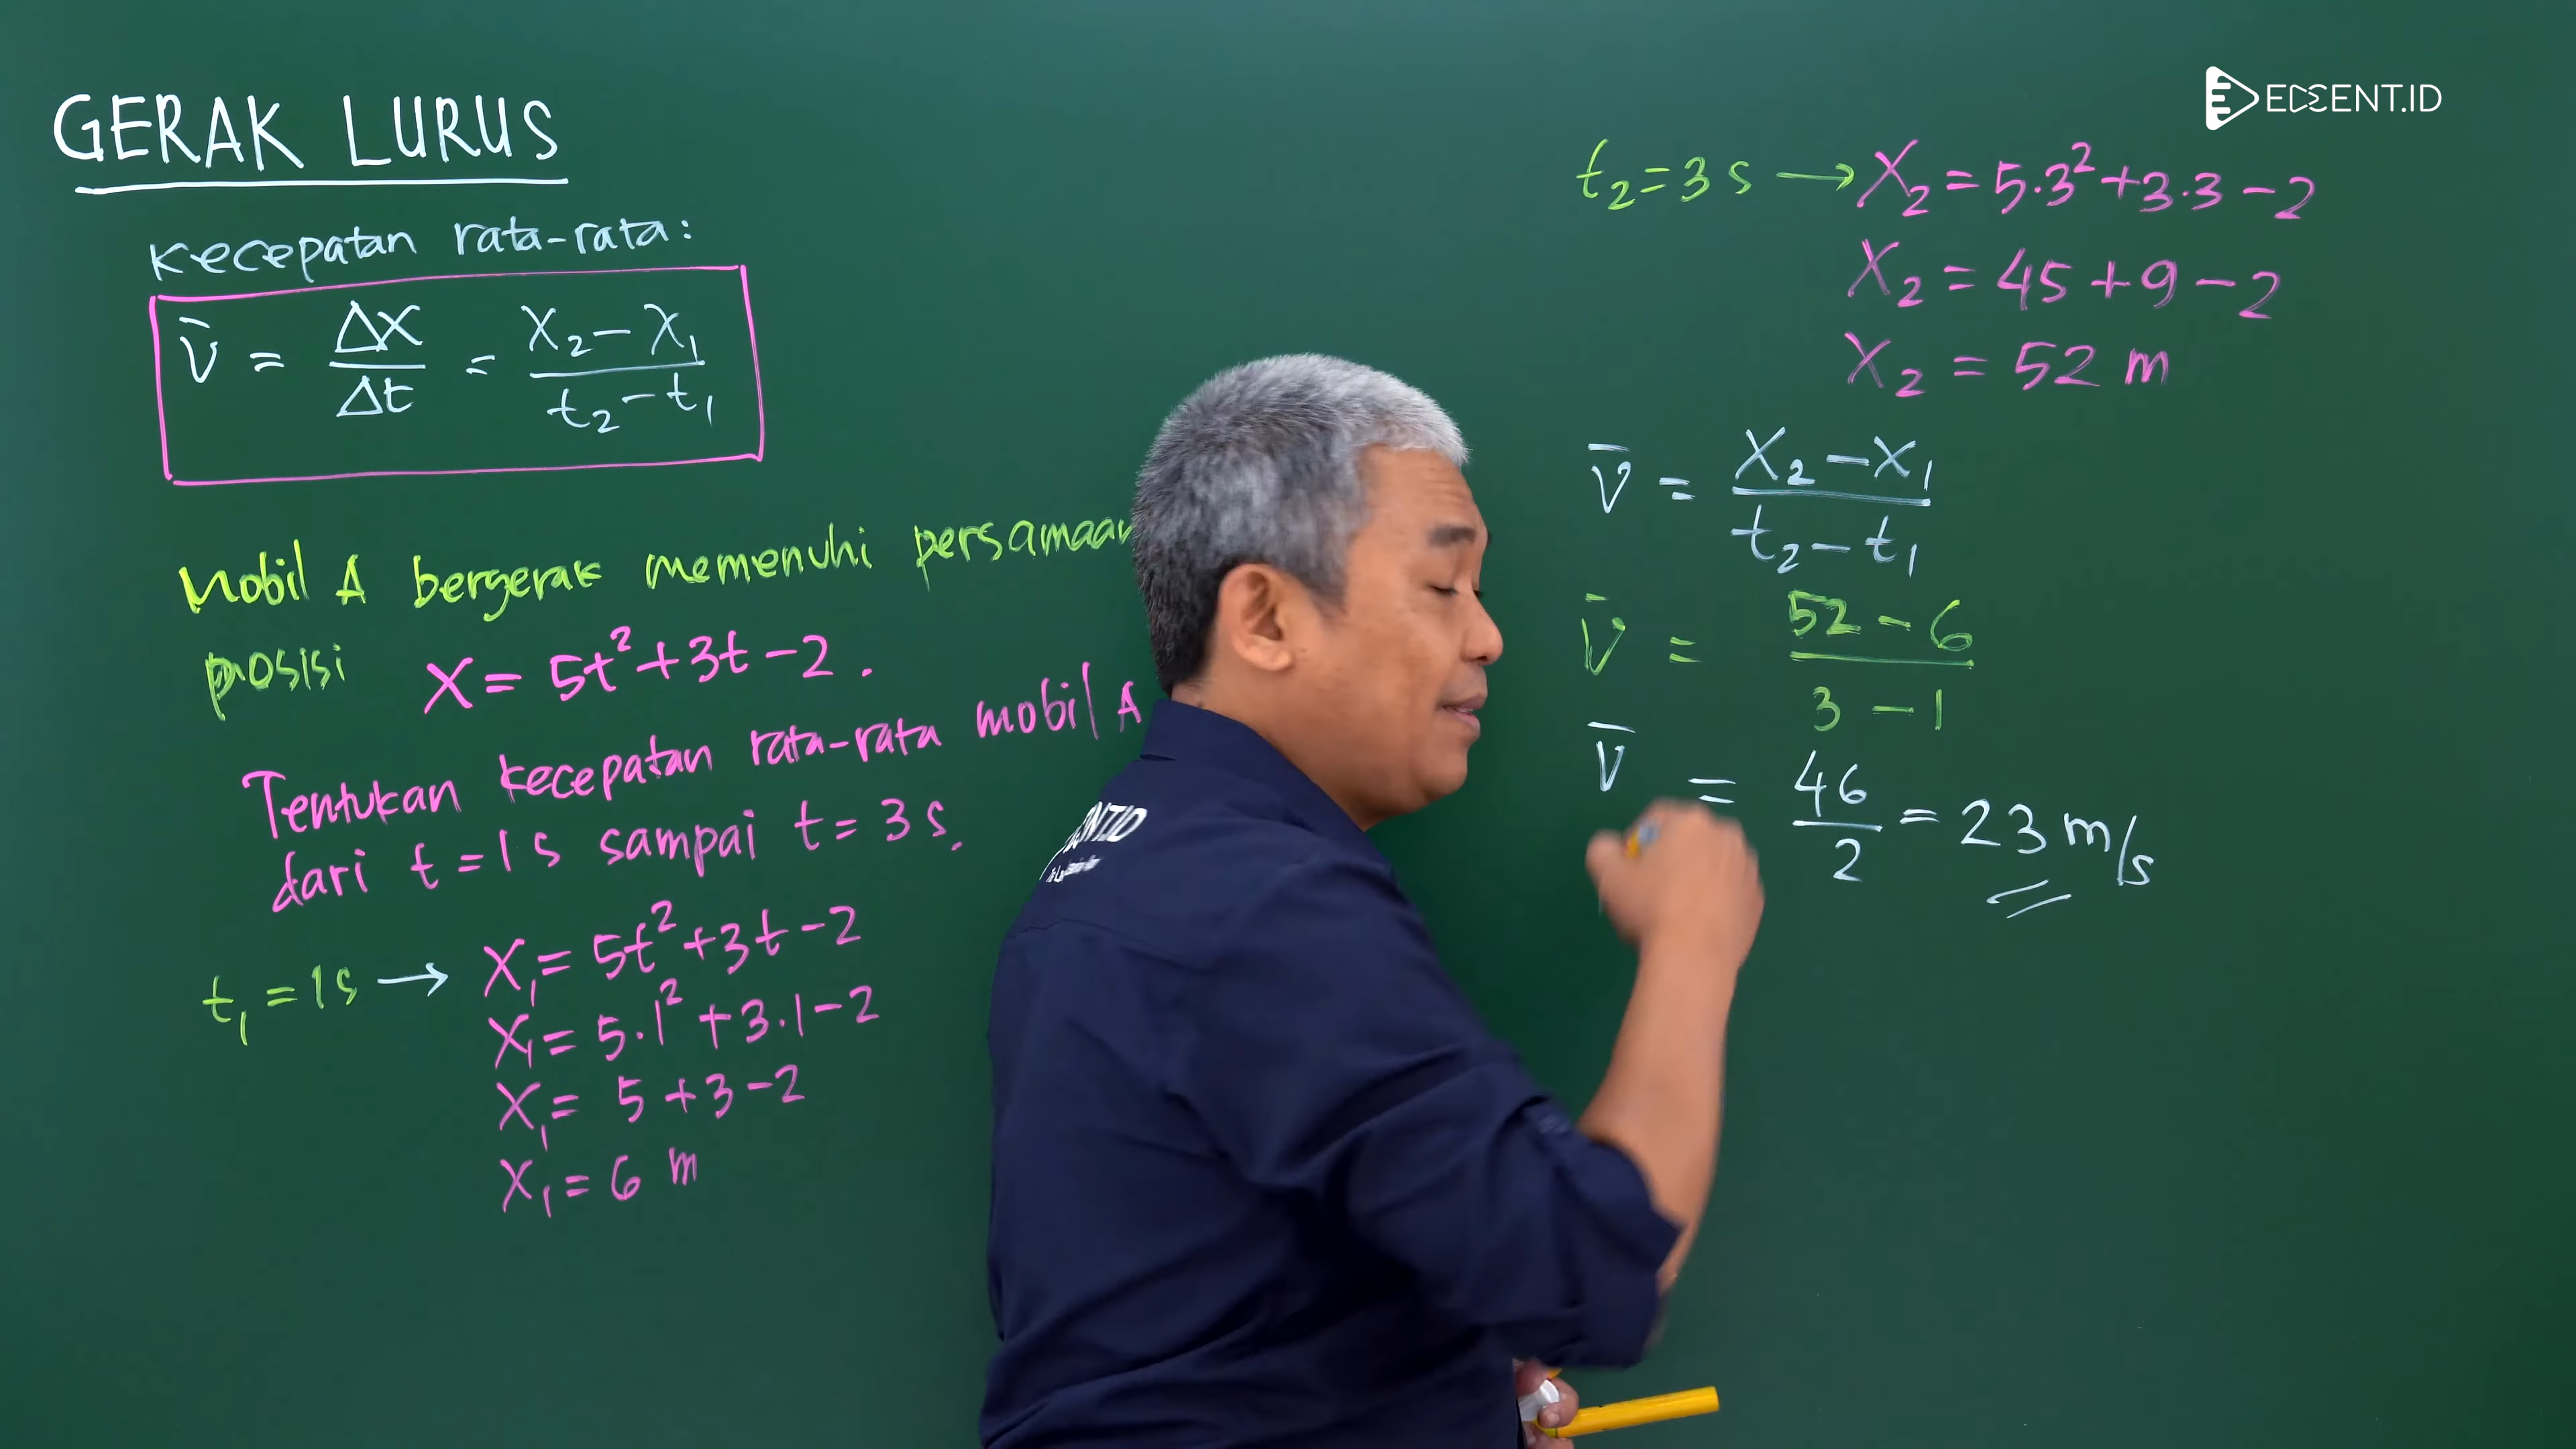 GERAK LURUS
kecepatan rata-rata:
v̄ = Δx/Δt = (x₂ − x₁)/(t₂ − t₁)
Mobil A bergerak memenuhi persamaan
posisi x = 5t² + 3t − 2.
Tentukan kecepatan rata-rata mobil A
dari t = 1 s sampai t = 3 s.
t₁ = 1 s → x₁ = 5t² + 3t − 2
x₁ = 5.1² + 3.1 − 2
x₁ = 5 + 3 − 2
x₁ = 6 m
EDSENT.ID
t₂ = 3 s → x₂ = 5.3² + 3.3 − 2
x₂ = 45 + 9 − 2
x₂ = 52 m
v̄ = (x₂ − x₁)/(t₂ − t₁)
v̄ = (52 − 6)/(3 − 1)
v̄ = 46/2 = 23 m/s